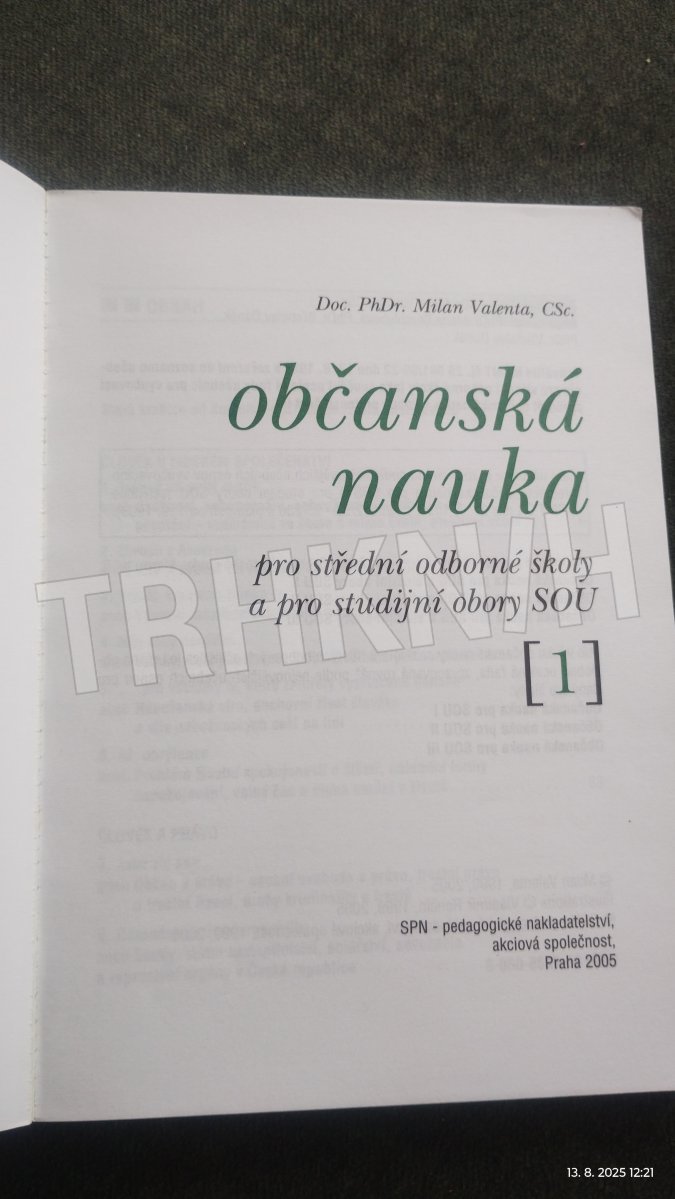 Doc. PhDr. Milan Valenta, CSc.
občanská
nauka
pro střední odborné školy
a pro studijní obory SOU
[1]
TRHKNIH
SPN - pedagogické nakladatelství,
akciová společnost,
Praha 2005
13. 8. 2025 12:21